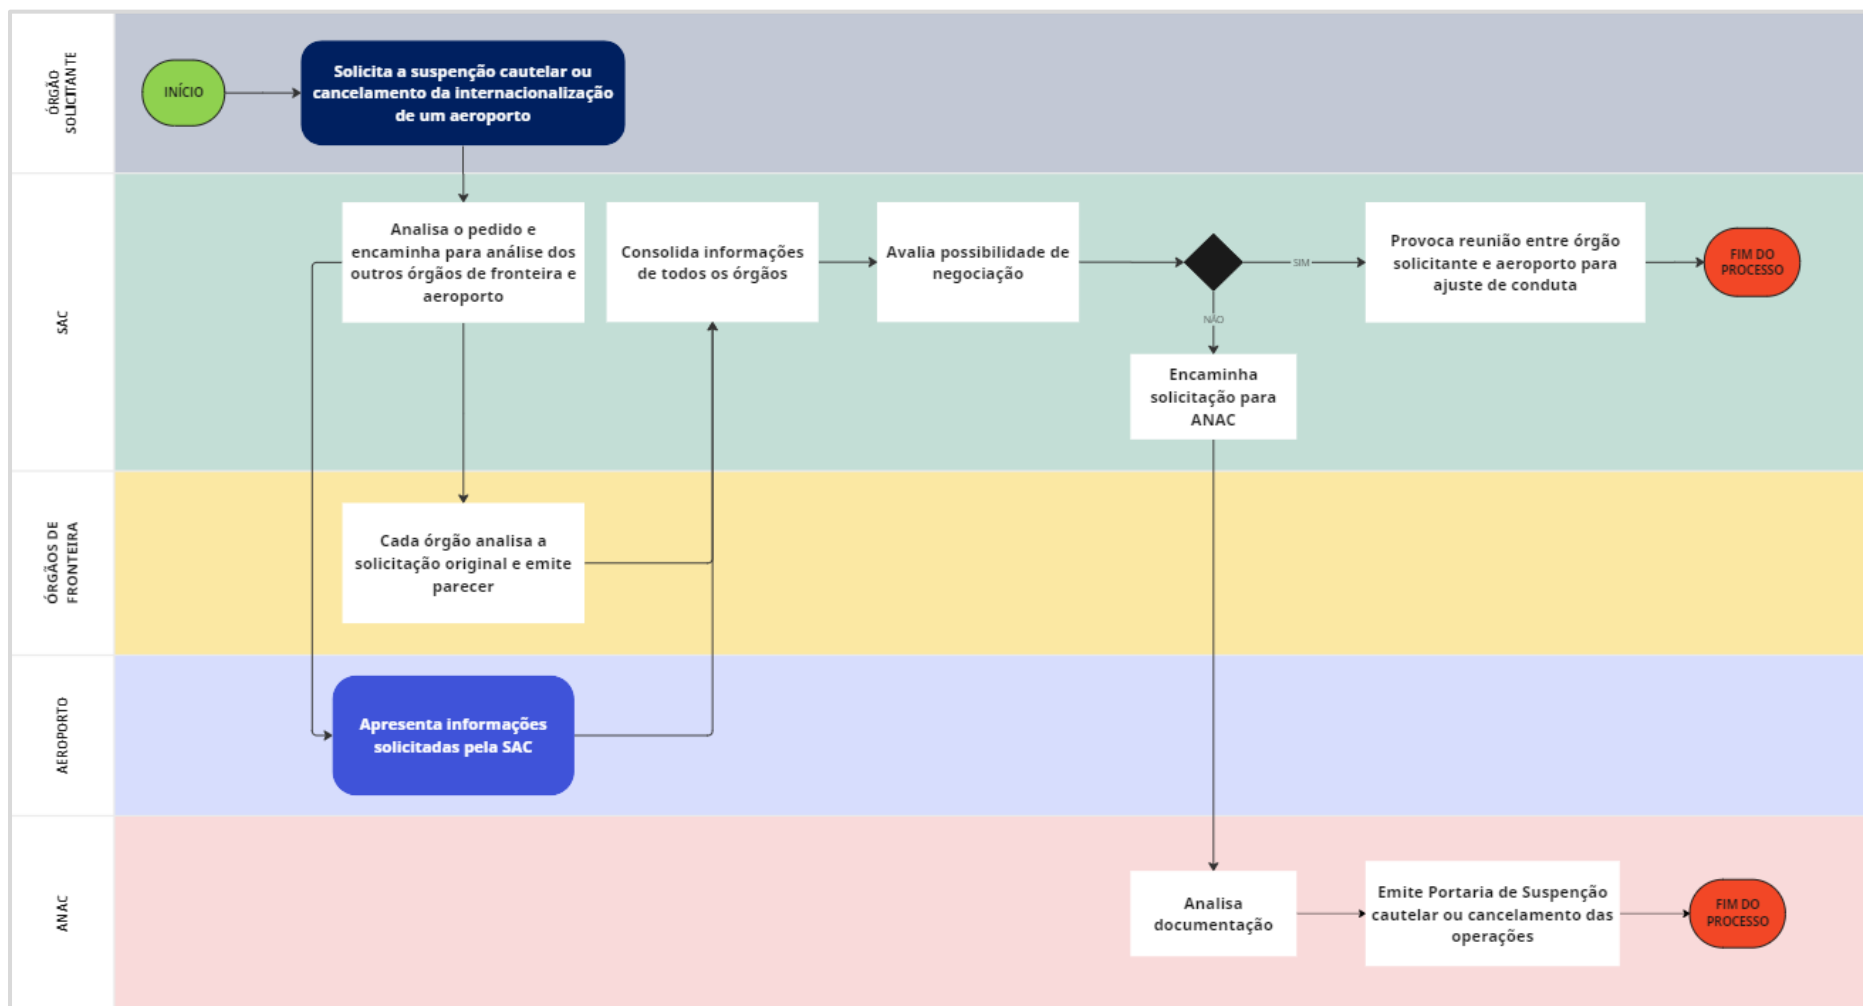 ÓRGÃO
SOLICITANTE
INÍCIO
Solicita a suspenção cautelar ou
cancelamento da internacionalização
de um aeroporto
SAC
Analisa o pedido e
encaminha para análise dos
outros órgãos de fronteira e
aeroporto
Consolida informações
de todos os órgãos
Avalia possibilidade de
negociação
SIM
Provoca reunião entre órgão
solicitante e aeroporto para
ajuste de conduta
FIM DO
PROCESSO
NÃO
Encaminha
solicitação para
ANAC
ÓRGÃOS DE
FRONTEIRA
Cada órgão analisa a
solicitação original e emite
parecer
AEROPORTO
Apresenta informações
solicitadas pela SAC
ANAC
Analisa
documentação
Emite Portaria de Suspenção
cautelar ou cancelamento das
operações
FIM DO
PROCESSO